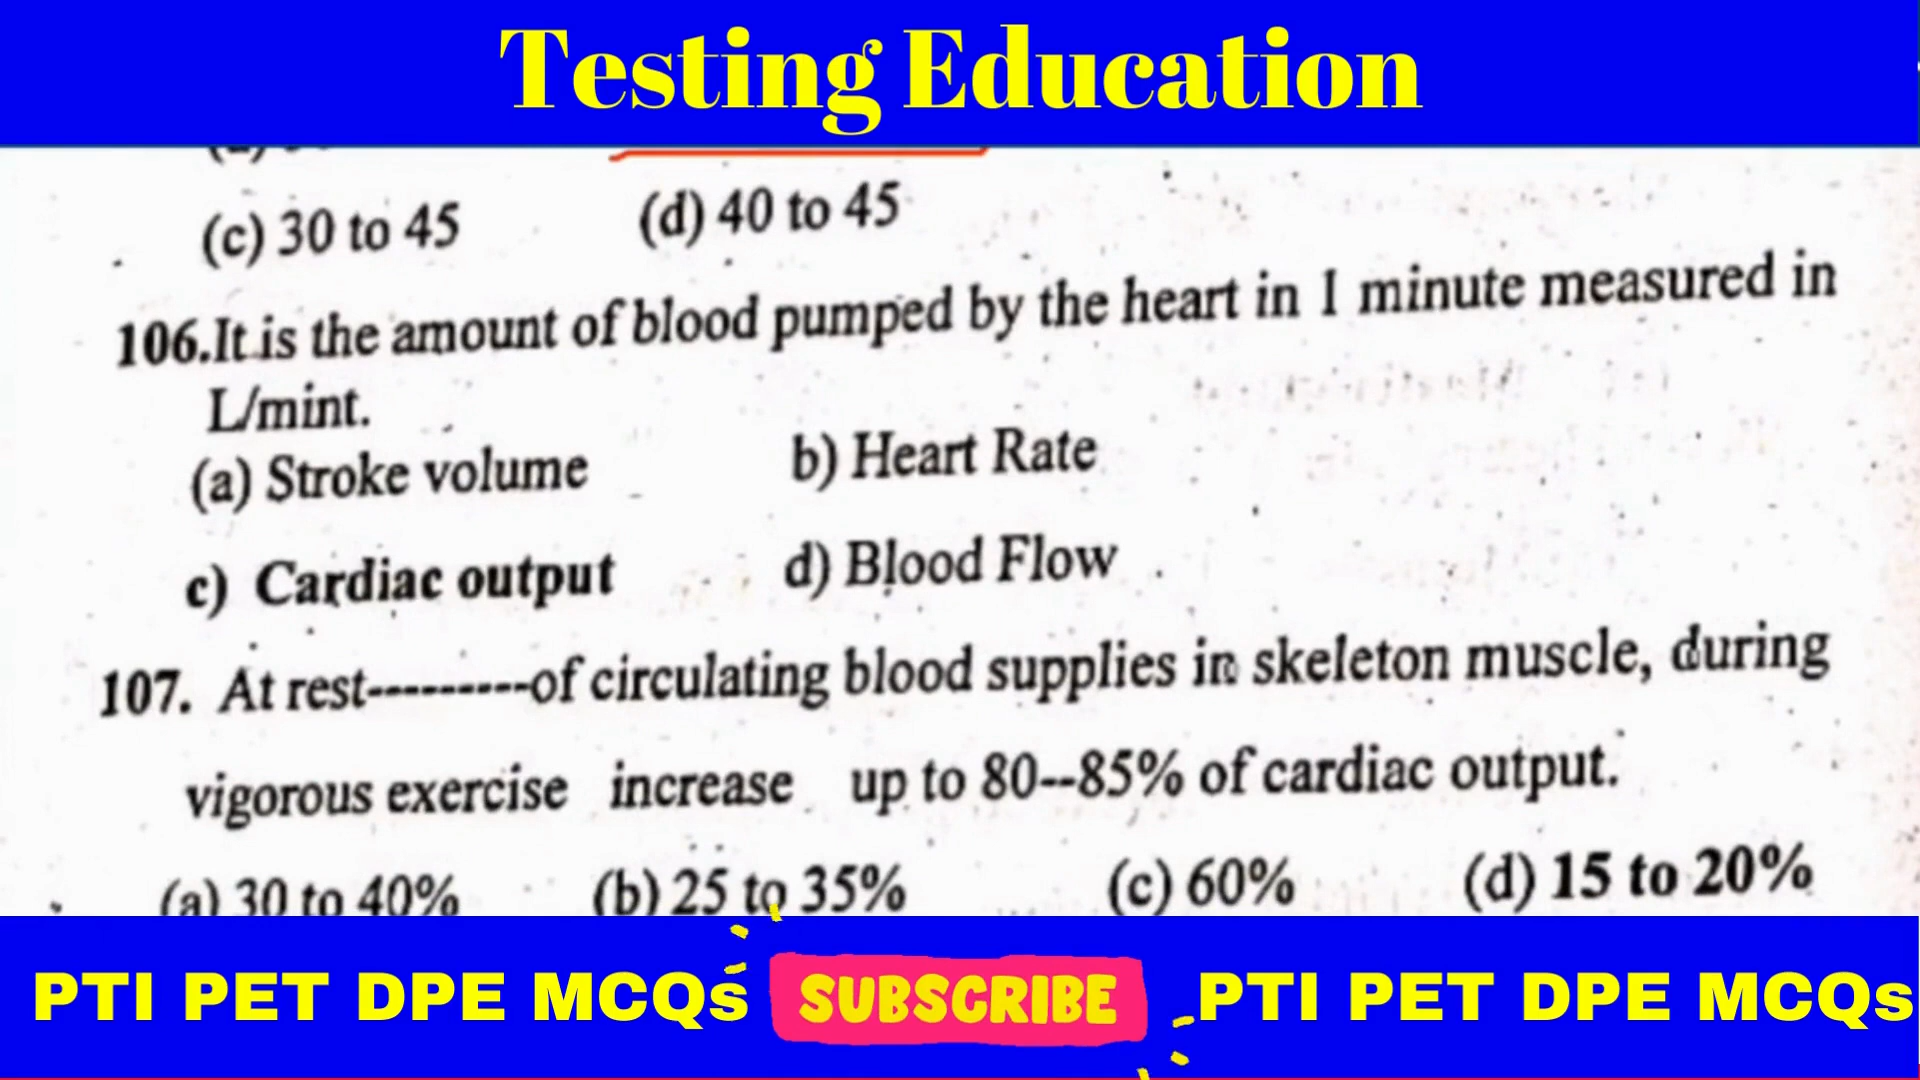 Testing Education
(c) 30 to 45 (d) 40 to 45
106.It is the amount of blood pumped by the heart in 1 minute measured in
L/mint.
(a) Stroke volume b) Heart Rate
c) Cardiac output d) Blood Flow
107. At rest---------of circulating blood supplies in skeleton muscle, during
vigorous exercise increase up to 80--85% of cardiac output.
(a) 30 to 40% (b) 25 to 35% (c) 60% (d) 15 to 20%
PTI PET DPE MCQs SUBSCRIBE PTI PET DPE MCQs